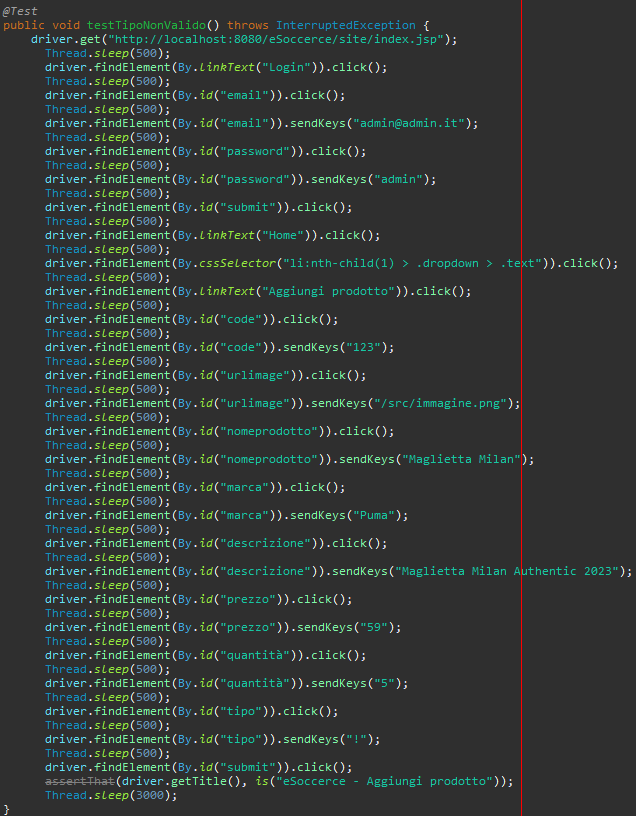 @Test
public void testTipoNonValido() throws InterruptedException {
driver.get("http://localhost:8080/eSoccerce/site/index.jsp");
Thread.sleep(500);
driver.findElement(By.linkText("Login")).click();
Thread.sleep(500);
driver.findElement(By.id("email")).click();
Thread.sleep(500);
driver.findElement(By.id("email")).sendKeys("admin@admin.it");
Thread.sleep(500);
driver.findElement(By.id("password")).click();
Thread.sleep(500);
driver.findElement(By.id("password")).sendKeys("admin");
Thread.sleep(500);
driver.findElement(By.id("submit")).click();
Thread.sleep(500);
driver.findElement(By.linkText("Home")).click();
Thread.sleep(500);
driver.findElement(By.cssSelector("li:nth-child(1) > .dropdown > .text")).click();
Thread.sleep(500);
driver.findElement(By.linkText("Aggiungi prodotto")).click();
Thread.sleep(500);
driver.findElement(By.id("code")).click();
Thread.sleep(500);
driver.findElement(By.id("code")).sendKeys("123");
Thread.sleep(500);
driver.findElement(By.id("urlimage")).click();
Thread.sleep(500);
driver.findElement(By.id("urlimage")).sendKeys("/src/immagine.png");
Thread.sleep(500);
driver.findElement(By.id("nomeprodotto")).click();
Thread.sleep(500);
driver.findElement(By.id("nomeprodotto")).sendKeys("Maglietta Milan");
Thread.sleep(500);
driver.findElement(By.id("marca")).click();
Thread.sleep(500);
driver.findElement(By.id("marca")).sendKeys("Puma");
Thread.sleep(500);
driver.findElement(By.id("descrizione")).click();
Thread.sleep(500);
driver.findElement(By.id("descrizione")).sendKeys("Maglietta Milan Authentic 2023");
Thread.sleep(500);
driver.findElement(By.id("prezzo")).click();
Thread.sleep(500);
driver.findElement(By.id("prezzo")).sendKeys("59");
Thread.sleep(500);
driver.findElement(By.id("quantità")).click();
Thread.sleep(500);
driver.findElement(By.id("quantità")).sendKeys("5");
Thread.sleep(500);
driver.findElement(By.id("tipo")).click();
Thread.sleep(500);
driver.findElement(By.id("tipo")).sendKeys("!");
Thread.sleep(500);
driver.findElement(By.id("submit")).click();
assertThat(driver.getTitle(), is("eSoccerce - Aggiungi prodotto"));
Thread.sleep(3000);
}